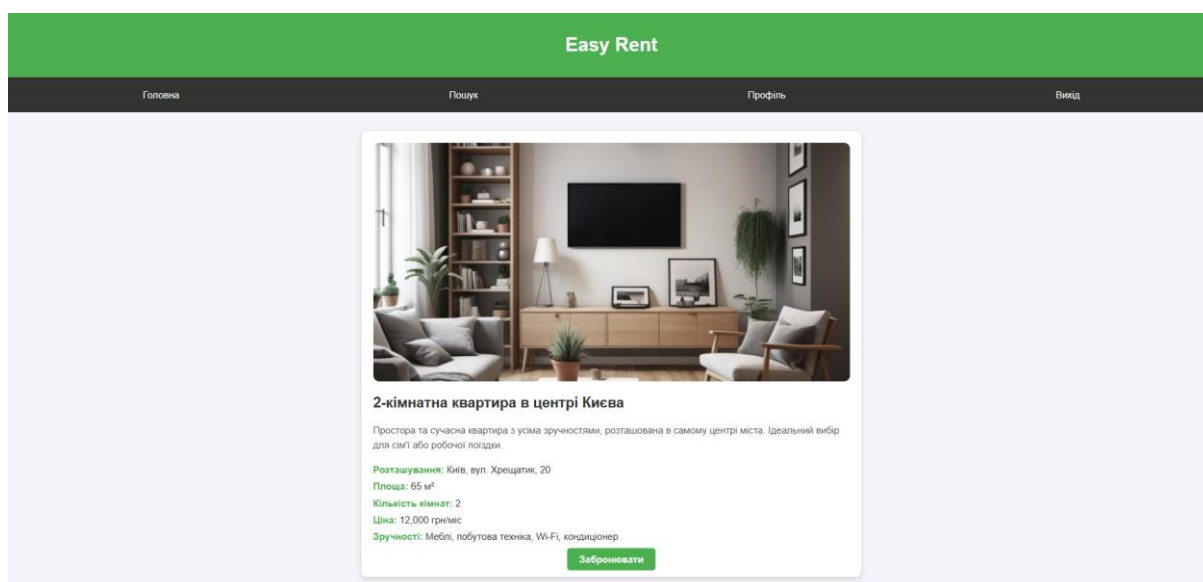 Easy Rent
Головна Пошук Профіль Вихід
2-кімнатна квартира в центрі Києва
Простора та сучасна квартира з усіма зручностями, розташована в самому центрі міста. Ідеальний вибір
для сім'ї або робочої поїздки.
Розташування: Київ, вул. Хрещатик, 20
Площа: 65 м²
Кількість кімнат: 2
Ціна: 12,000 грн/міс
Зручності: Меблі, побутова техніка, Wi-Fi, кондиціонер
Забронювати